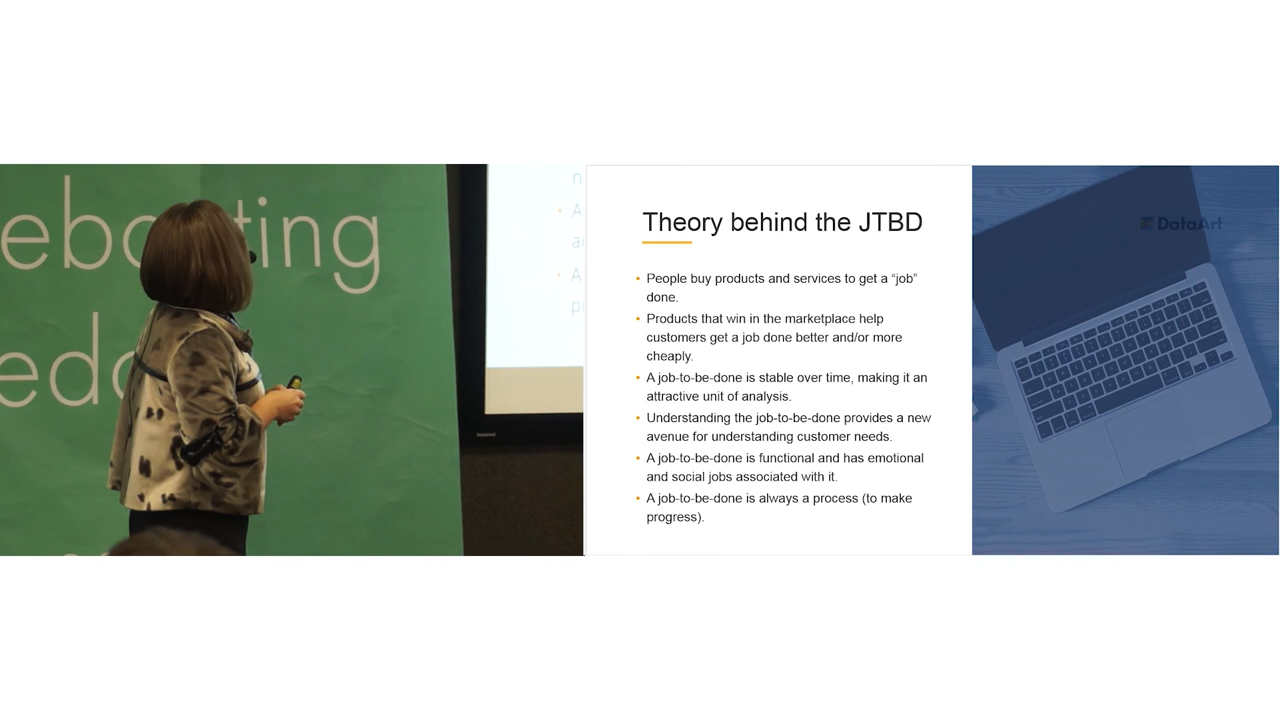 ebo ting
edo
n
A
a
A
p
Theory behind the JTBD
DataArt
• People buy products and services to get a “job”
done.
• Products that win in the marketplace help
customers get a job done better and/or more
cheaply.
• A job-to-be-done is stable over time, making it an
attractive unit of analysis.
• Understanding the job-to-be-done provides a new
avenue for understanding customer needs.
• A job-to-be-done is functional and has emotional
and social jobs associated with it.
• A job-to-be-done is always a process (to make
progress).